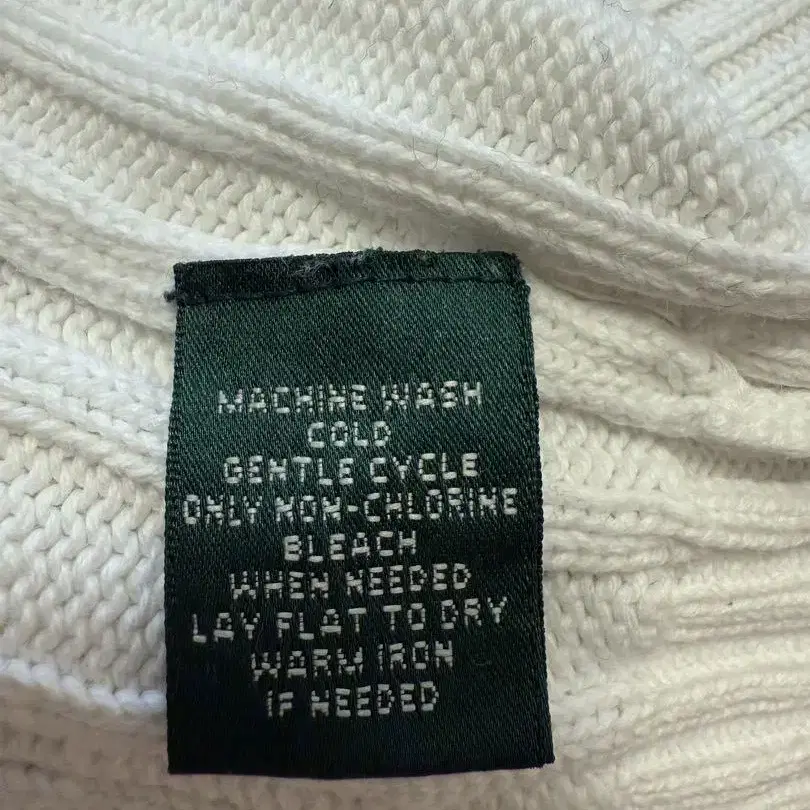 MACHINE WASH
COLD
GENTLE CYCLE
ONLY NON-CHLORINE
BLEACH
WHEN NEEDED
LAY FLAT TO DRY
WARM IRON
IF NEEDED